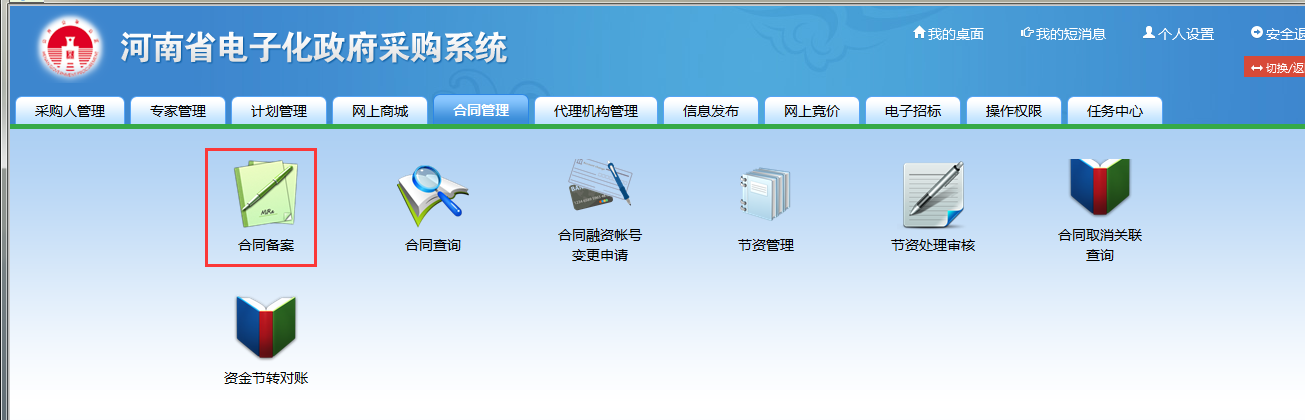 河南省电子化政府采购系统
我的桌面
我的短消息
个人设置
安全退
切换/返
采购人管理
专家管理
计划管理
网上商城
合同管理
代理机构管理
信息发布
网上竞价
电子招标
操作权限
任务中心
合同备案
合同查询
合同融资帐号
变更申请
节资管理
节资处理审核
合同取消关联
查询
资金节转对账